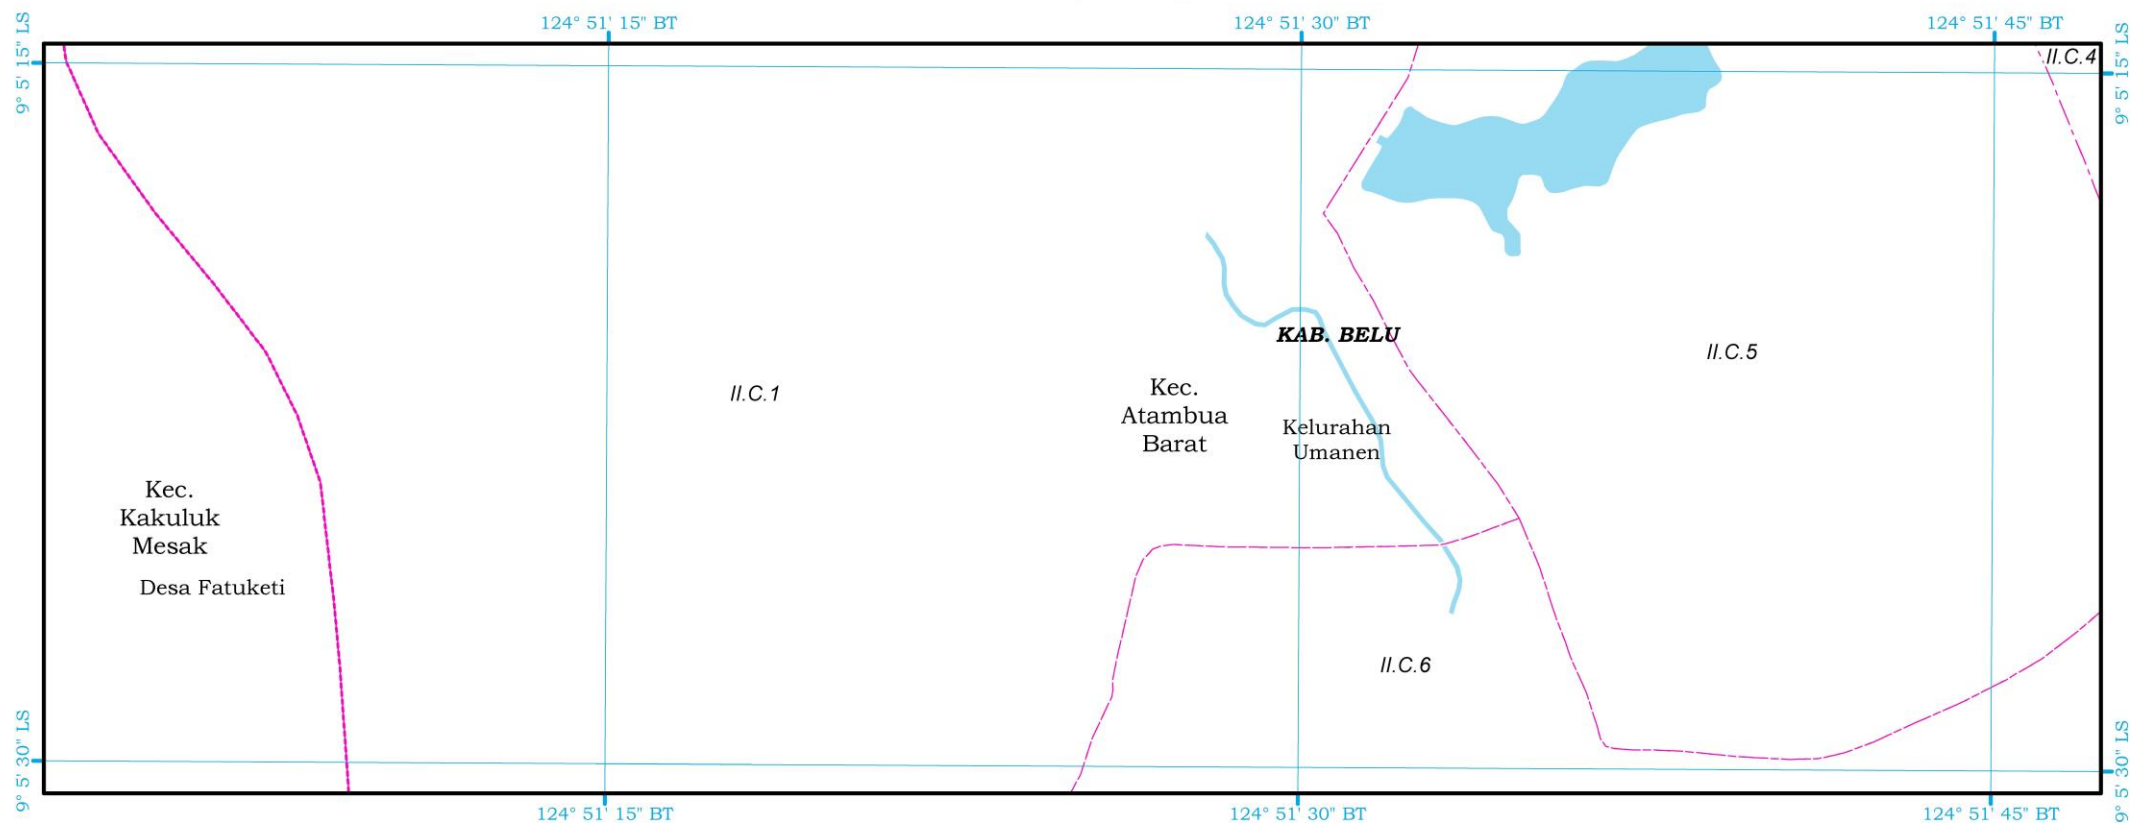 124° 51' 15" BT
124° 51' 30" BT
124° 51' 45" BT
9° 5' 15" LS
9° 5' 15" LS
II.C.4
KAB. BELU
II.C.5
II.C.1
Kec.
Atambua
Barat
Kelurahan
Umanen
Kec.
Kakuluk
Mesak
Desa Fatuketi
II.C.6
9° 5' 30" LS
9° 5' 30" LS
124° 51' 15" BT
124° 51' 30" BT
124° 51' 45" BT